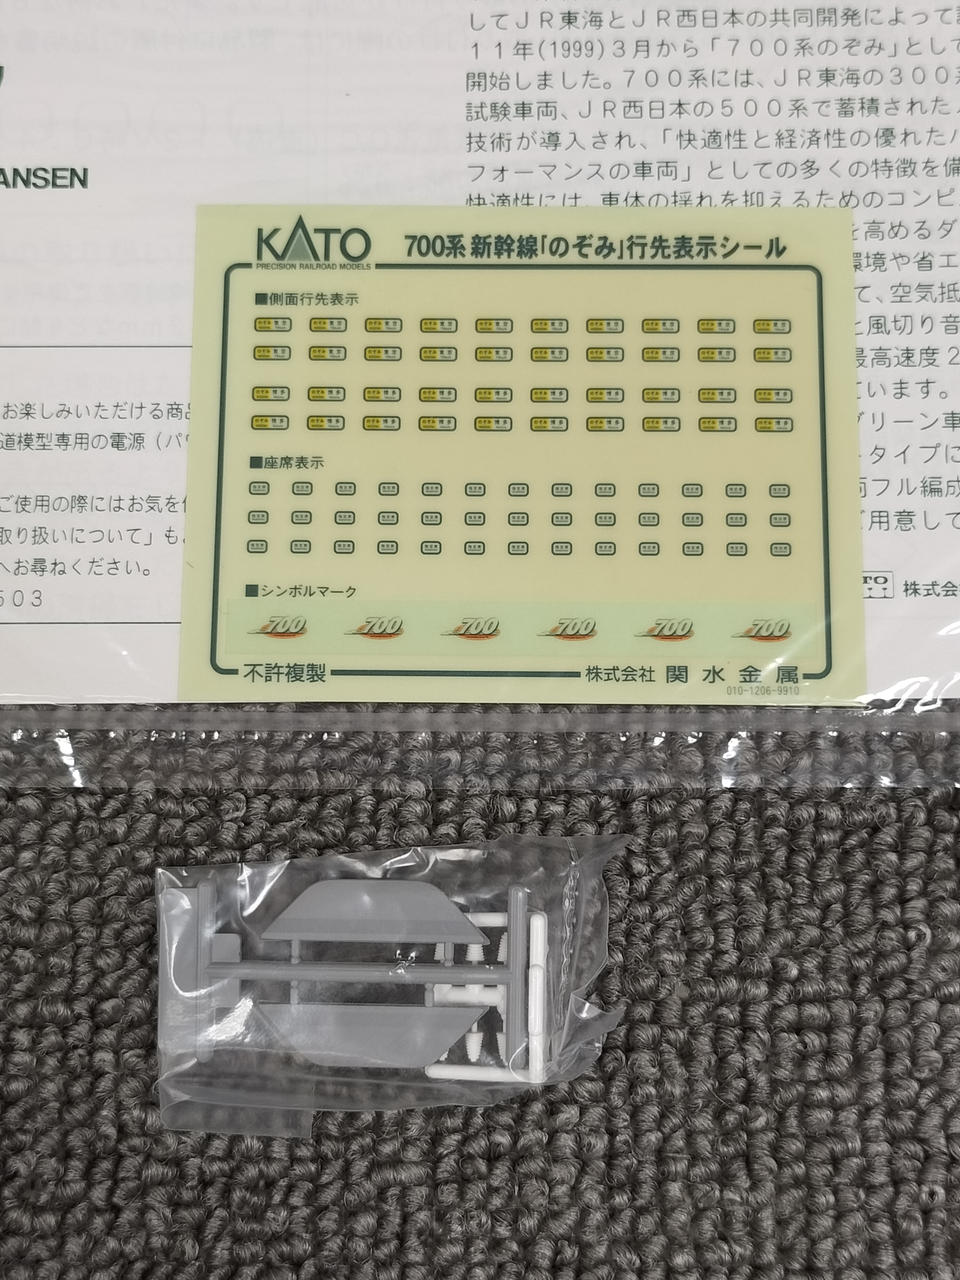 してJR東海とJR西日本の共同開発によって
11年(1999)3月から「700系のぞみ」として
開始しました。700系には、JR東海の300系
試験車両、JR西日本の500系で蓄積された
技術が導入され、「快適性と経済性の優れたパ
フォーマンスの車両」としての多くの特徴を備
快適性には、車体の揺れを抑えるためのコンピ
を高めるダ
環境や省エ
て、空気抵
と風切り音
最高速度2
ています。
グリーン車
タイプに
両フル編成
ご用意して
株式会
ANSEN
お楽しみいただける商品
道模型専用の電源（パワ
ご使用の際にはお気を付
取り扱いについて」も
へお尋ねください。
503
KATO
PRECISION RAILROAD MODELS
700系 新幹線「のぞみ」行先表示シール
■側面行先表示
■座席表示
■シンボルマーク
700 700 700 700 700 700
不許複製
株式会社 関水金属
010-1206-9910